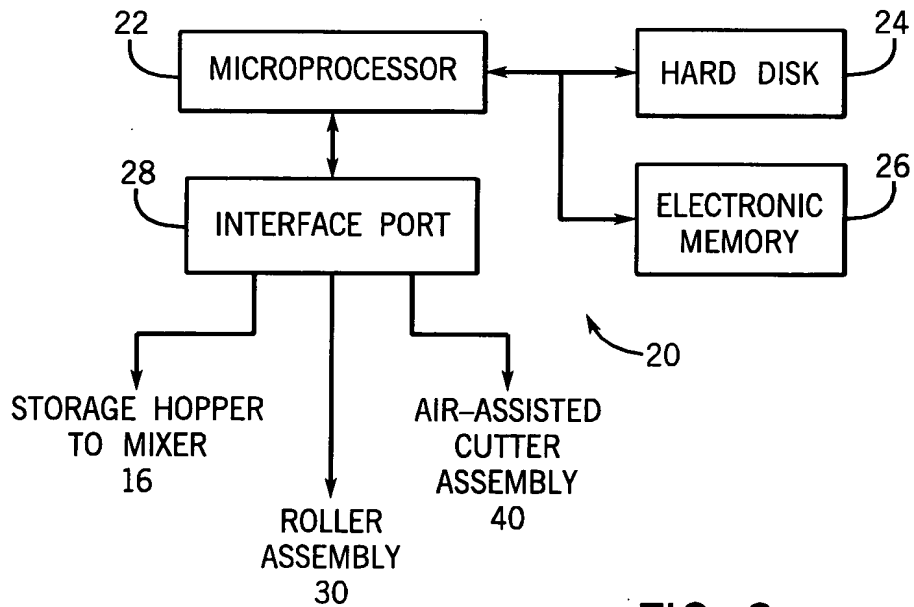 22
MICROPROCESSOR
HARD DISK
24
28
INTERFACE PORT
ELECTRONIC
MEMORY
26
20
STORAGE HOPPER
TO MIXER
16
AIR-ASSISTED
CUTTER
ASSEMBLY
40
ROLLER
ASSEMBLY
30